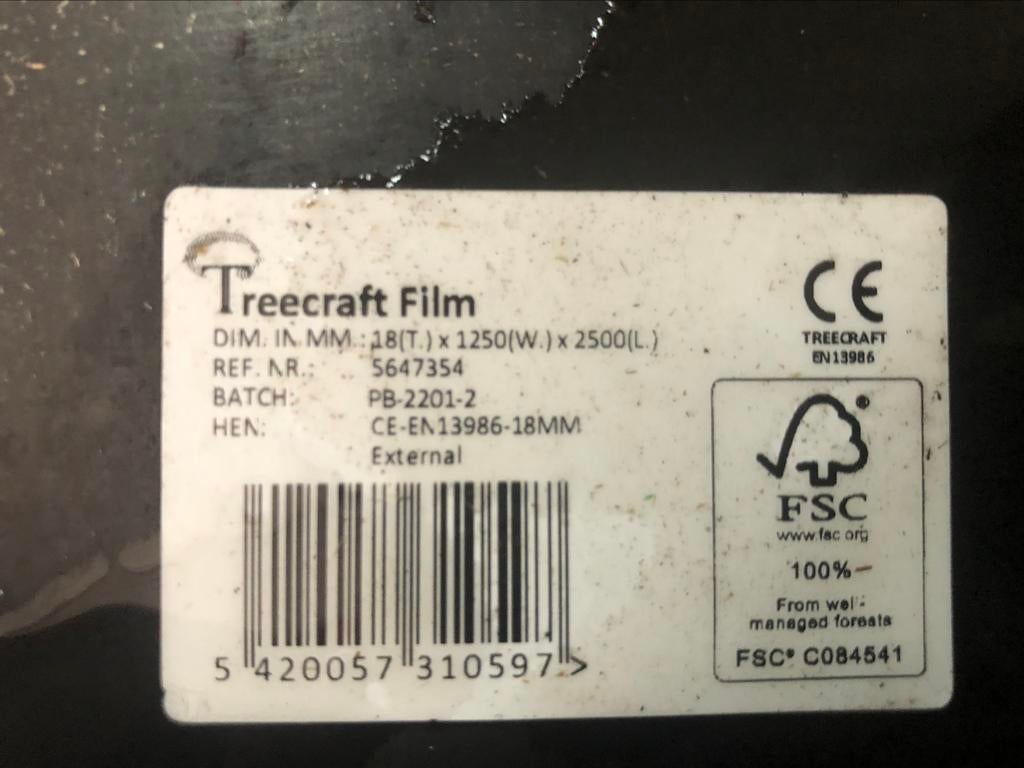 Treecraft Film
DIM. IN MM.: 18(T.) x 1250(W.) x 2500(L.)
REF. NR.: 5647354
BATCH: PB-2201-2
HEN: CE-EN13986-18MM
External
5 420057 310597 >
CE
TREECRAFT
EN13986
®
FSC
www.fsc.org
100%
From well-
managed forests
FSC® C084541